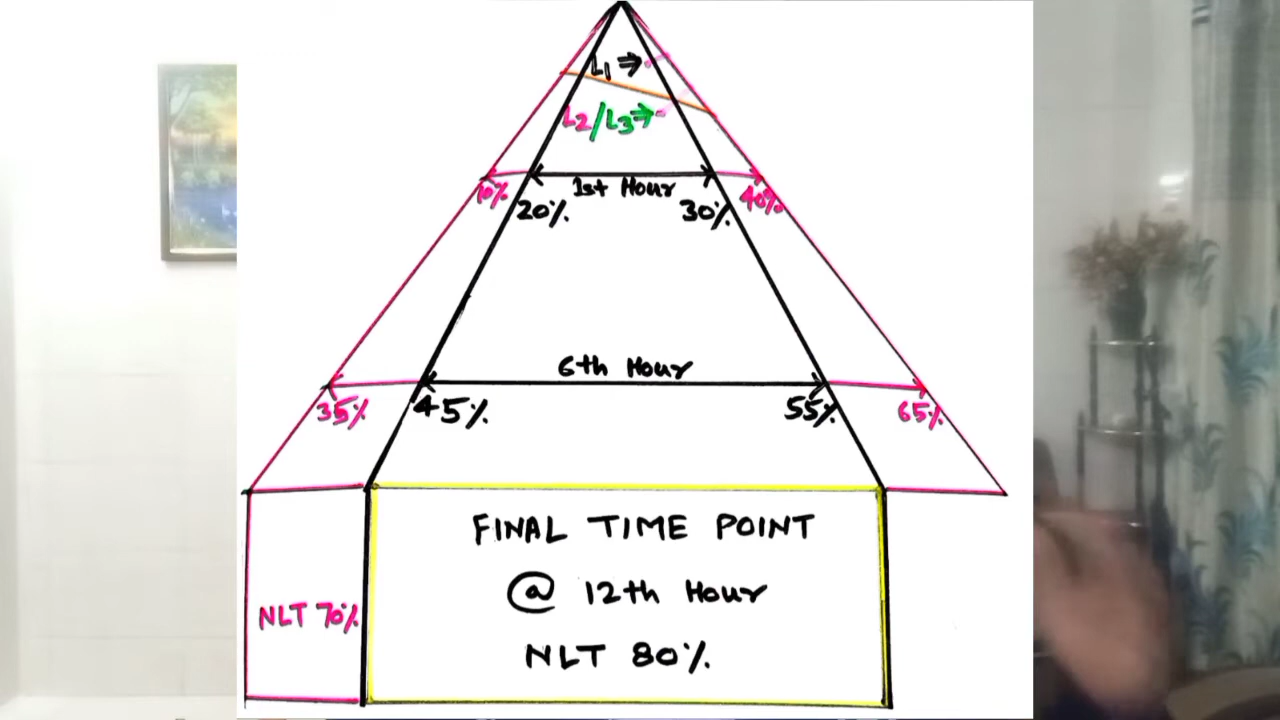 L1 ⇒
L2/L3⇒
1st Hour
10% 20% 30% 40%
6th Hour
35% 45% 55% 65%
FINAL TIME POINT
@ 12th Hour
NLT 70% NLT 80%